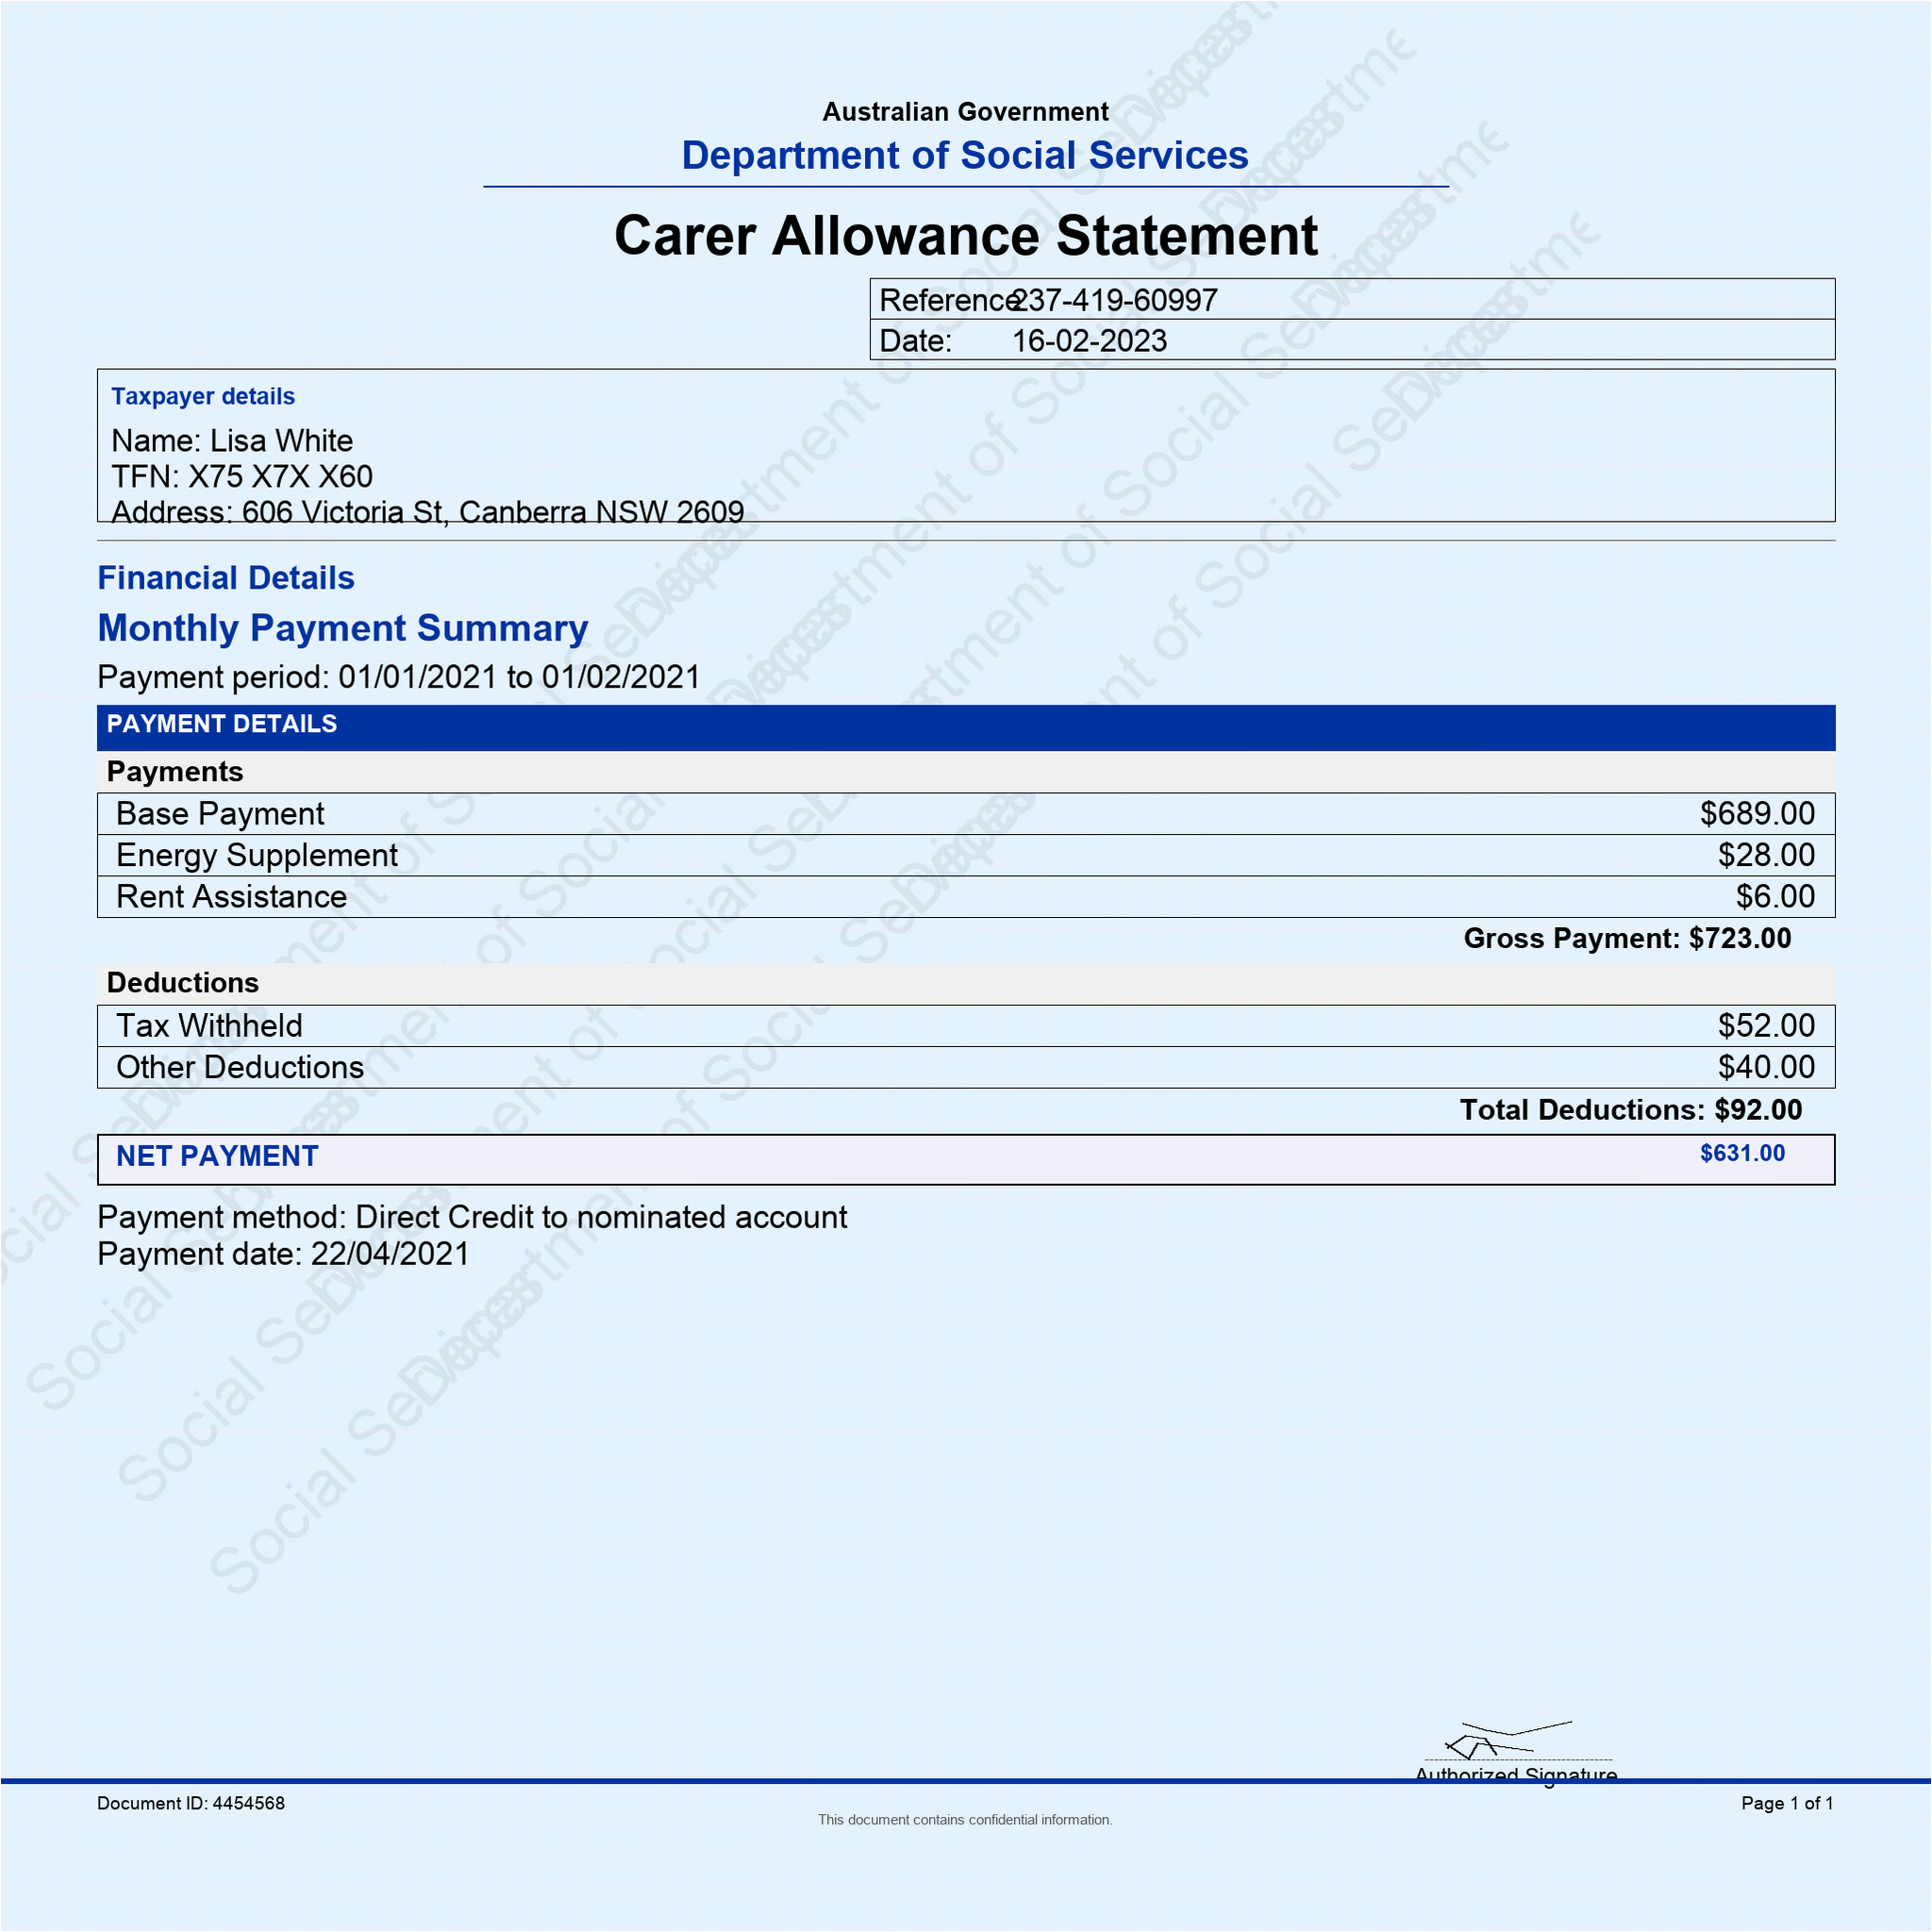 Australian Government
Department of Social Services
Carer Allowance Statement
Reference: 237-419-60997
Date: 16-02-2023
Taxpayer details
Name: Lisa White
TFN: X75 X7X X60
Address: 606 Victoria St, Canberra NSW 2609
Financial Details
Monthly Payment Summary
Payment period: 01/01/2021 to 01/02/2021
PAYMENT DETAILS
Payments
Base Payment $689.00
Energy Supplement $28.00
Rent Assistance $6.00
Gross Payment: $723.00
Deductions
Tax Withheld $52.00
Other Deductions $40.00
Total Deductions: $92.00
NET PAYMENT $631.00
Payment method: Direct Credit to nominated account
Payment date: 22/04/2021
Authorized Signature
Document ID: 4454568
Page 1 of 1
This document contains confidential information.